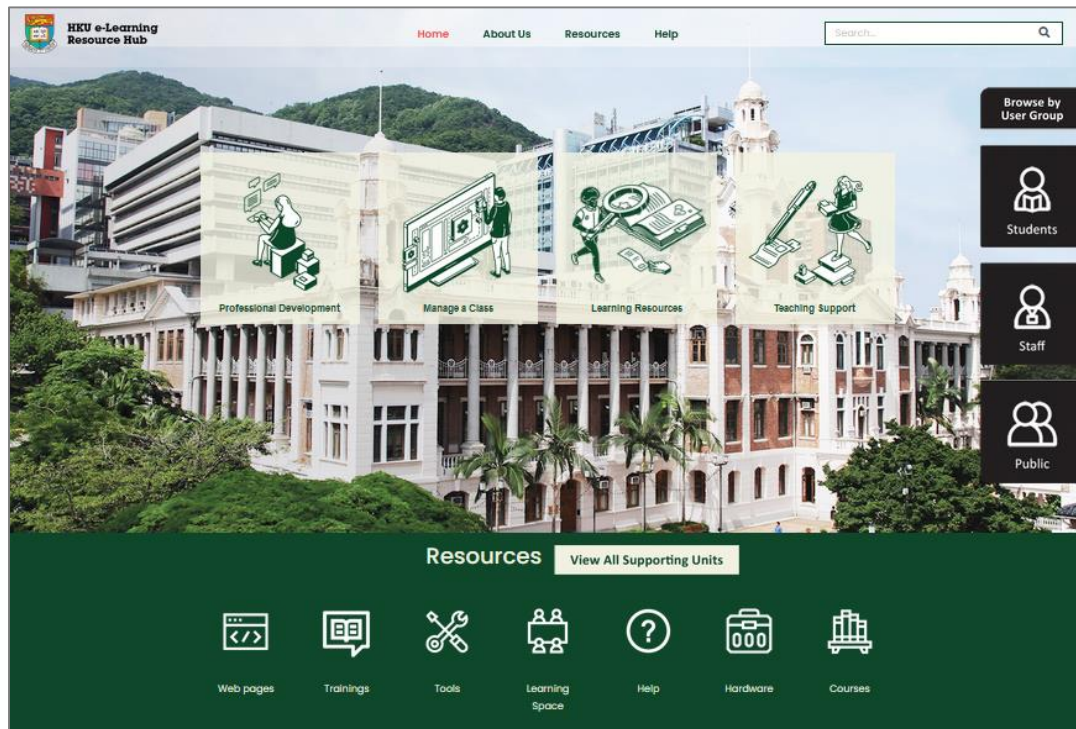 HKU e-Learning
Resource Hub
Home About Us Resources Help
Search...
Browse by
User Group
Students
Staff
Public
Professional Development Manage a Class Learning Resources Teaching Support
Resources View All Supporting Units
Web pages Trainings Tools Learning Space Help Hardware Courses